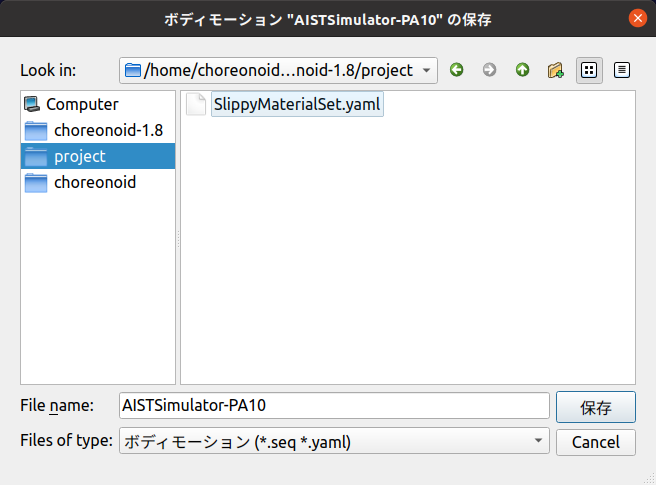 ボディモーション "AISTSimulator-PA10" の保存
Look in:
/home/choreonoid...noid-1.8/project
Computer
choreonoid-1.8
project
choreonoid
SlippyMaterialSet.yaml
File name:
AISTSimulator-PA10
保存
Files of type:
ボディモーション (*.seq *.yaml)
Cancel